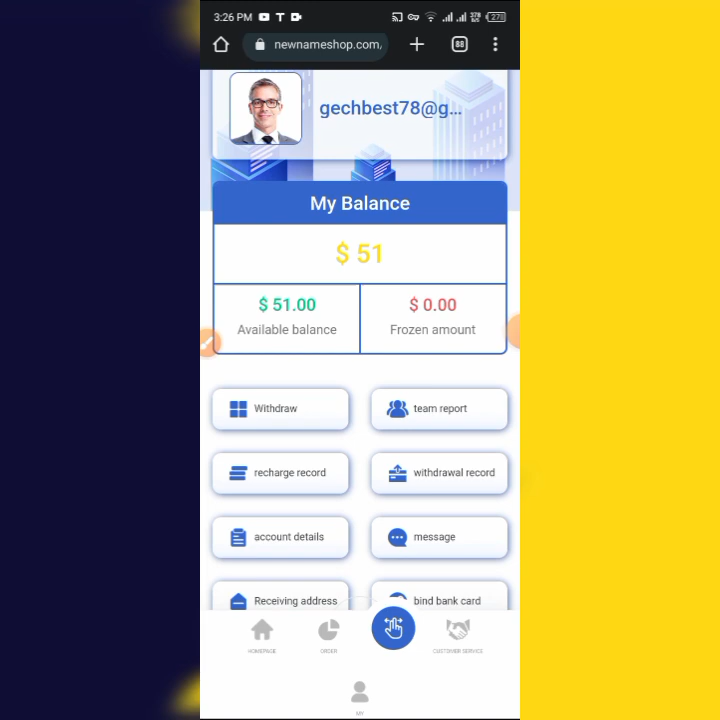 3:26 PM
newnameshop.com,
88
gechbest78@g...
My Balance
$ 51
$ 51.00
$ 0.00
Available balance
Frozen amount
Withdraw
team report
recharge record
withdrawal record
account details
message
Receiving address
bind bank card
HOMEPAGE
ORDER
CUSTOMER SERVICE
MY